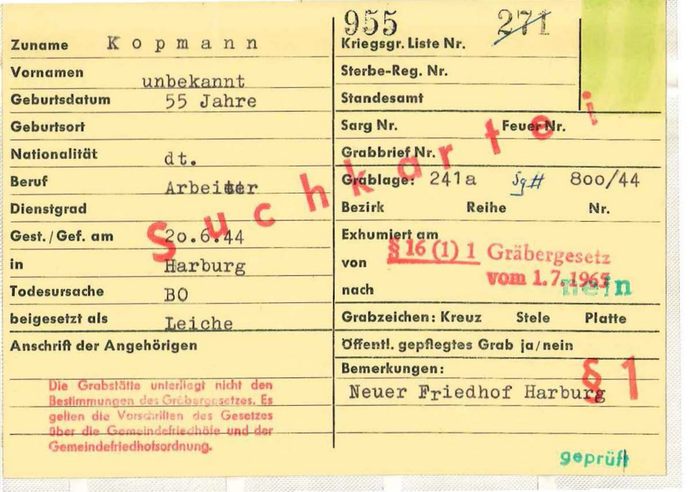 955 271
Zuname Kopmann
Kriegsgr. Liste Nr.
Vornamen unbekannt
Sterbe-Reg. Nr.
Geburtsdatum 55 Jahre
Standesamt
Geburtsort
Sarg Nr. Feuer Nr.
Nationalität dt.
Grabbrief Nr.
Beruf Arbeiter
Grablage: 241a 800/44
Dienstgrad
Bezirk Reihe Nr.
Gest./Gef. am 20.6.44
Exhumiert am
in Harburg
von
§ 16 (1) 1 Gräbergesetz
vom 1.7.1965
Todesursache BO
nach nein
beigesetzt als Leiche
Grabzeichen: Kreuz Stele Platte
Anschrift der Angehörigen
Öffentl. gepflegtes Grab ja/nein
Bemerkungen:
Neuer Friedhof Harburg
§ 1
Suchkartei
Die Grabstätte unterliegt nicht den
Bestimmungen des Gräbergesetzes. Es
gelten die Vorschriften des Gesetzes
über die Gemeindefriedhöfe und der
Gemeindefriedhofsordnung.
geprüft